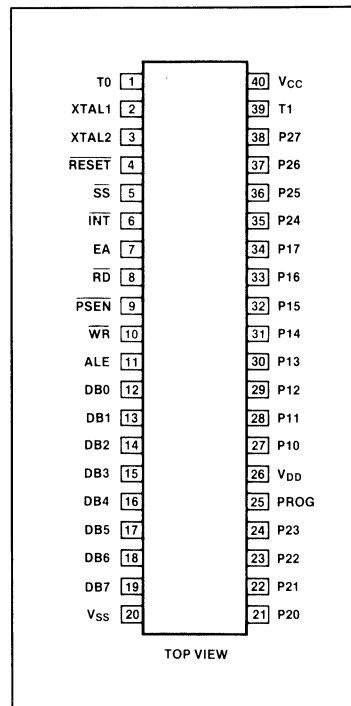 T0 1 40 VCC
XTAL1 2 39 T1
XTAL2 3 38 P27
RESET 4 37 P26
SS 5 36 P25
INT 6 35 P24
EA 7 34 P17
RD 8 33 P16
PSEN 9 32 P15
WR 10 31 P14
ALE 11 30 P13
DB0 12 29 P12
DB1 13 28 P11
DB2 14 27 P10
DB3 15 26 VDD
DB4 16 25 PROG
DB5 17 24 P23
DB6 18 23 P22
DB7 19 22 P21
VSS 20 21 P20
TOP VIEW